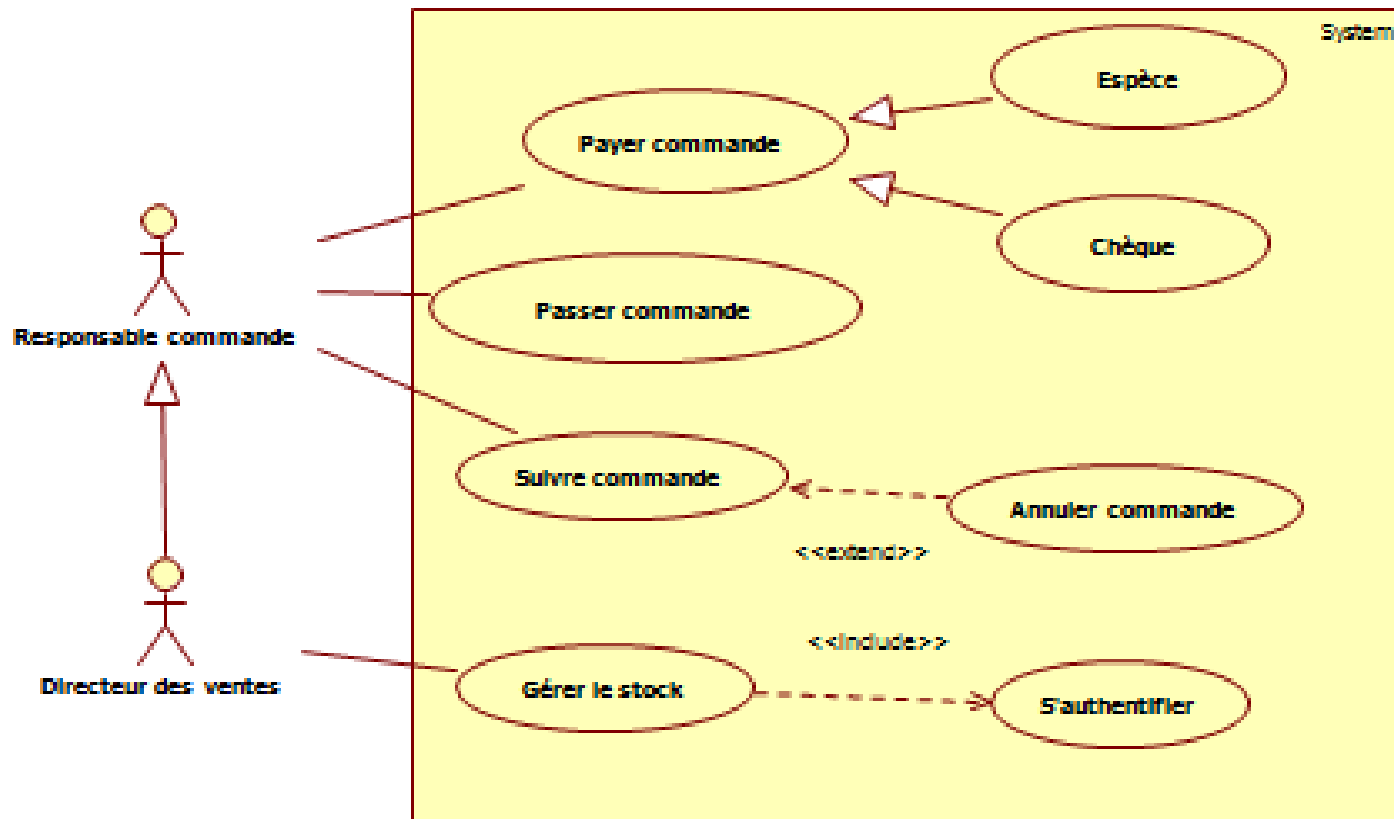 System
Espèce
Payer commande
Chèque
Passer commande
Responsable commande
Suivre commande
Annuler commande
<<extend>>
<<include>>
Gérer le stock
S'authentifier
Directeur des ventes